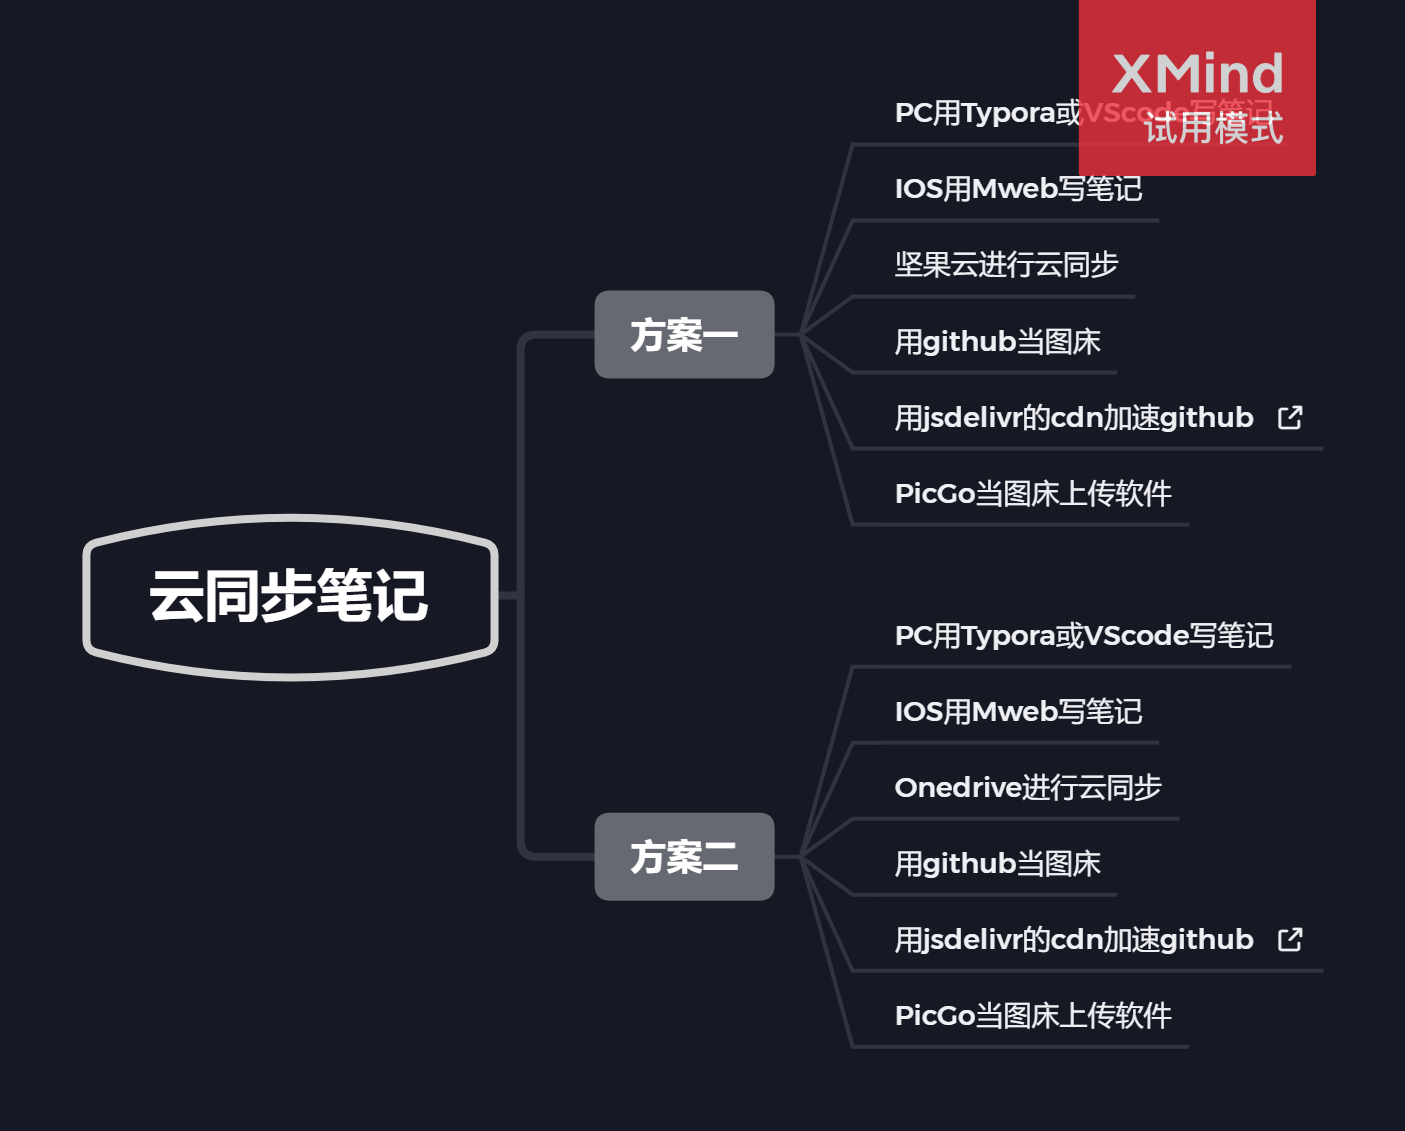 XMind
试用模式
PC用Typora或VScode写笔记
IOS用Mweb写笔记
坚果云进行云同步
方案一
用github当图床
用jsdelivr的cdn加速github
PicGo当图床上传软件
云同步笔记
PC用Typora或VScode写笔记
IOS用Mweb写笔记
Onedrive进行云同步
方案二
用github当图床
用jsdelivr的cdn加速github
PicGo当图床上传软件